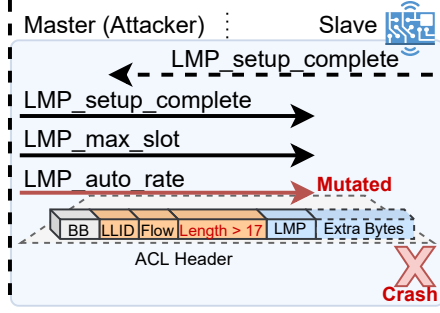 Master (Attacker) Slave
LMP_setup_complete
LMP_setup_complete
LMP_max_slot
LMP_auto_rate
Mutated
BB LLID Flow Length > 17 LMP Extra Bytes
ACL Header
Crash